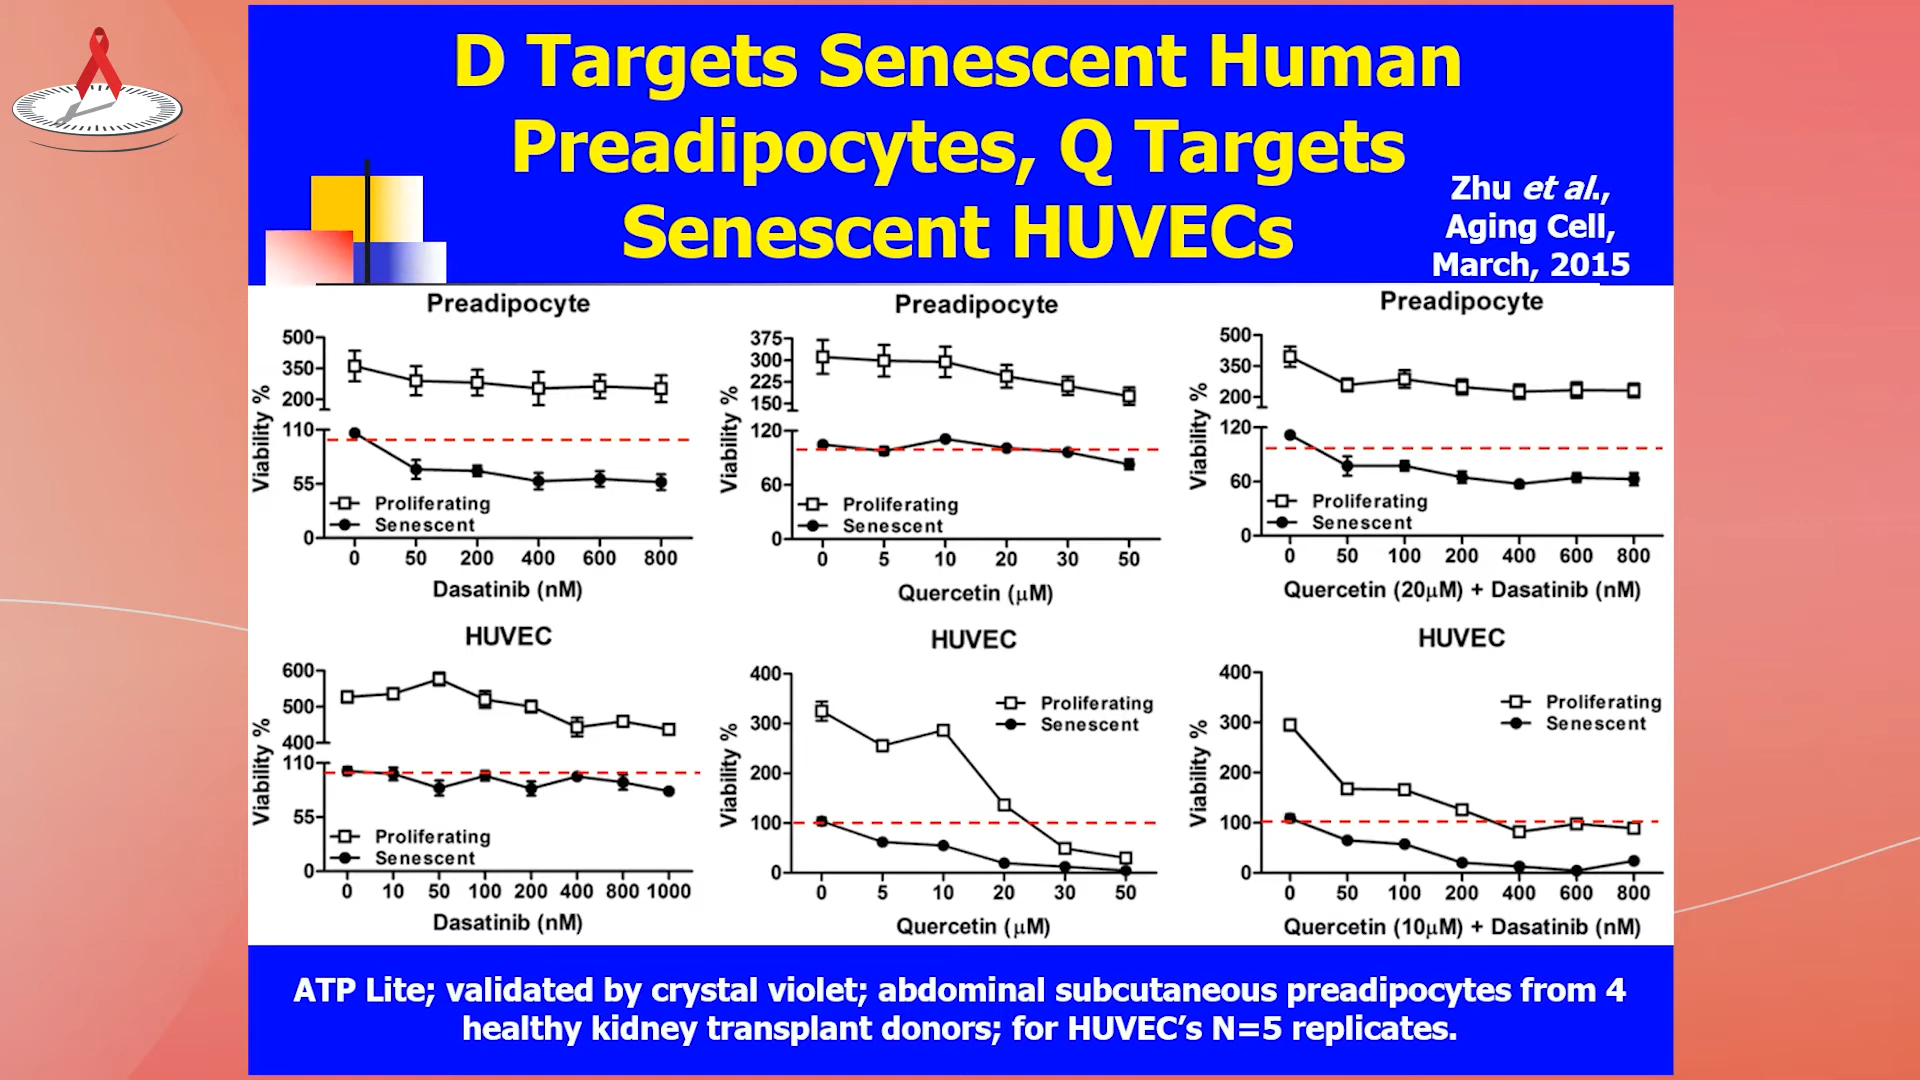 D Targets Senescent Human
Preadipocytes, Q Targets
Senescent HUVECs
Zhu et al.,
Aging Cell,
March, 2015
Preadipocyte
500
350
200
110
55
0
Viability %
Proliferating
Senescent
0 50 200 400 600 800
Dasatinib (nM)
Preadipocyte
375
300
225
150
120
60
0
Viability %
Proliferating
Senescent
0 5 10 20 30 50
Quercetin (μM)
Preadipocyte
500
350
200
120
60
0
Viability %
Proliferating
Senescent
0 50 100 200 400 600 800
Quercetin (20μM) + Dasatinib (nM)
HUVEC
600
500
400
110
55
0
Viability %
Proliferating
Senescent
0 10 50 100 200 400 800 1000
Dasatinib (nM)
HUVEC
400
300
200
100
0
Viability %
Proliferating
Senescent
0 5 10 20 30 50
Quercetin (μM)
HUVEC
400
300
200
100
0
Viability %
Proliferating
Senescent
0 50 100 200 400 600 800
Quercetin (10μM) + Dasatinib (nM)
ATP Lite; validated by crystal violet; abdominal subcutaneous preadipocytes from 4
healthy kidney transplant donors; for HUVEC’s N=5 replicates.